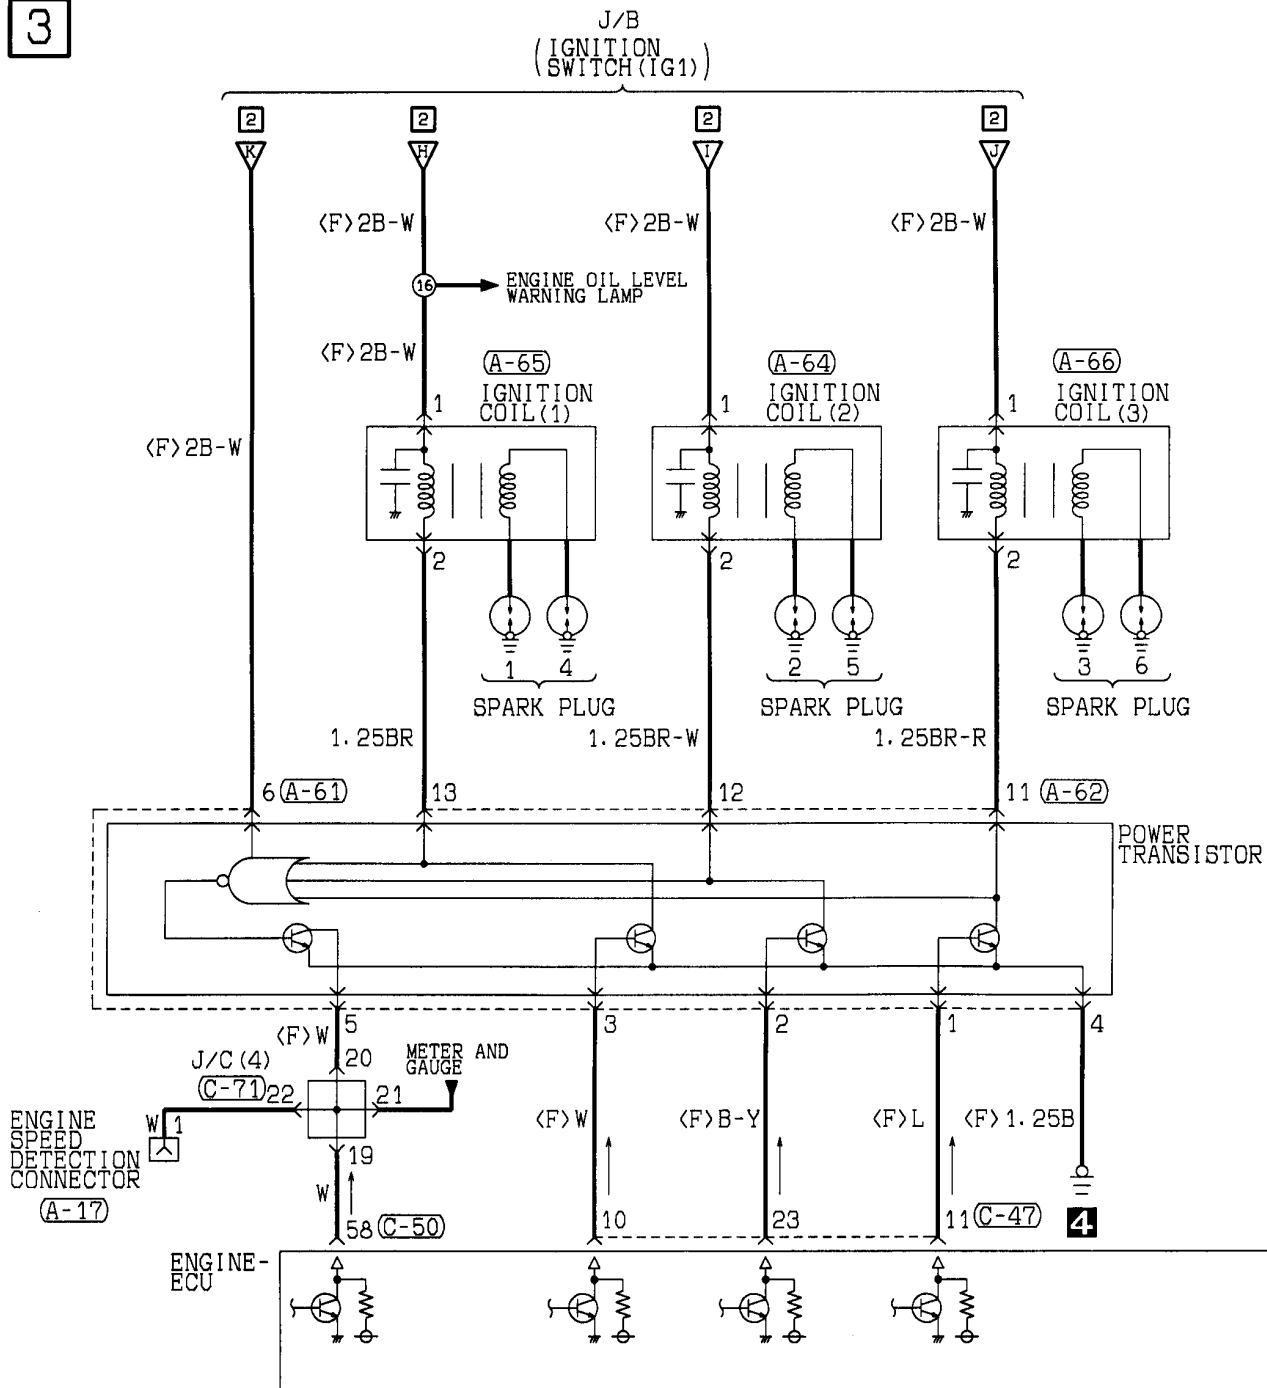 3
J/B
(IGNITION
SWITCH(IG1))
2 2 2 2
K H I J
<F>2B-W <F>2B-W <F>2B-W
16 ENGINE OIL LEVEL
WARNING LAMP
<F>2B-W
A-65 A-64 A-66
1 IGNITION 1 IGNITION 1 IGNITION
COIL(1) COIL(2) COIL(3)
<F>2B-W
2 2 2
1 4 2 5 3 6
SPARK PLUG SPARK PLUG SPARK PLUG
1.25BR 1.25BR-W 1.25BR-R
6 A-61 13 12 11 A-62
POWER
TRANSISTOR
5 3 2 1 4
<F>W
J/C(4) 20 METER AND
GAUGE
C-71 22 21
ENGINE
SPEED
DETECTION
CONNECTOR
A-17
W 1
<F>W <F>B-Y <F>L <F>1.25B
19
W
58 C-50 10 23 11 C-47 4
ENGINE-
ECU